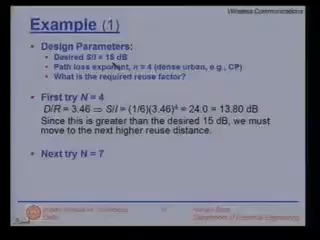 Wireless Communications
Example (1)
• Design Parameters:
• Desired S/I = 15 dB
• Path loss exponent, n = 4 (dense urban, e.g., CP)
• What is the required reuse factor?
• First try N = 4
D/R = 3.46 ⇒ S/I = (1/6)(3.46)⁴ = 24.0 = 13.80 dB
Since this is greater than the desired 15 dB, we must
move to the next higher reuse distance.
• Next try N = 7
Delhi
Department of Electrical Engineering